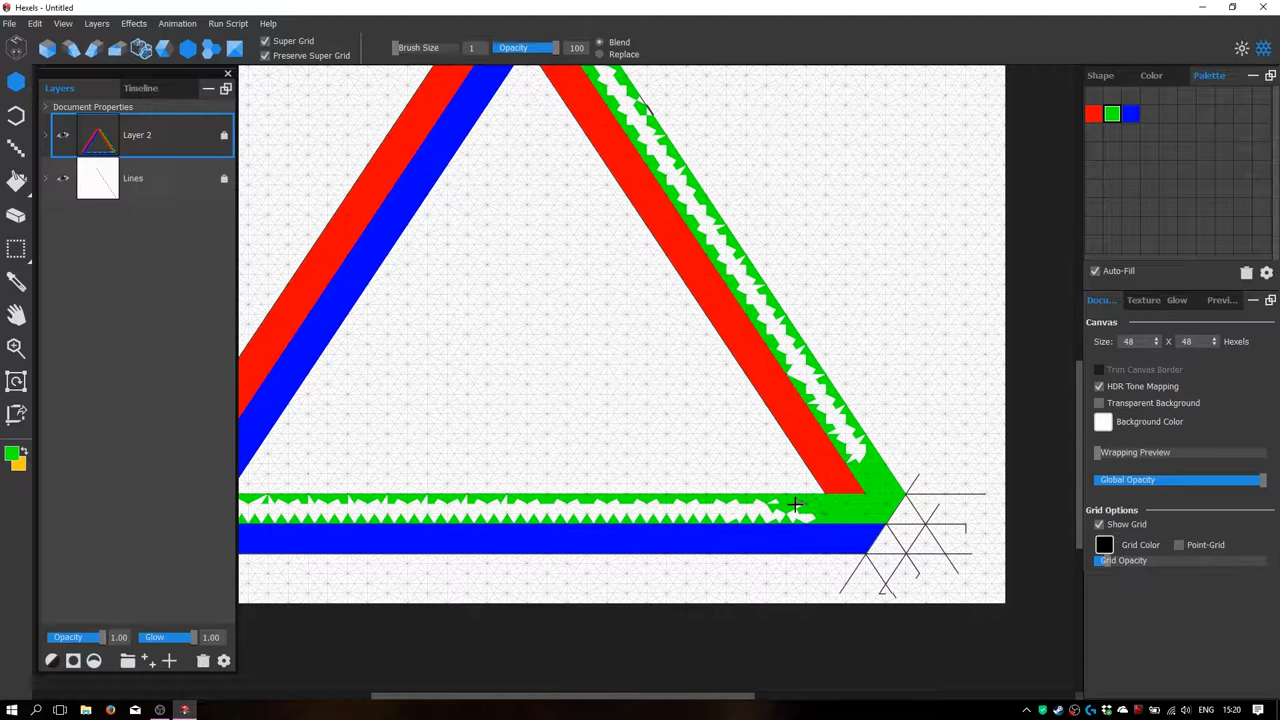 Hexels - Untitled
File Edit View Layers Effects Animation Run Script Help
Super Grid
Preserve Super Grid
Brush Size 1
Opacity 100
Blend
Replace
Layers Timeline
Document Properties
Layer 2
Lines
Opacity 1.00 Glow 1.00
Shape Color Palette
Auto-Fill
Docu... Texture Glow Previ...
Canvas
Size: 48 X 48 Hexels
Trim Canvas Border
HDR Tone Mapping
Transparent Background
Background Color
Wrapping Preview
Global Opacity
Grid Options
Show Grid
Grid Color Point-Grid
Grid Opacity
ENG 15:20